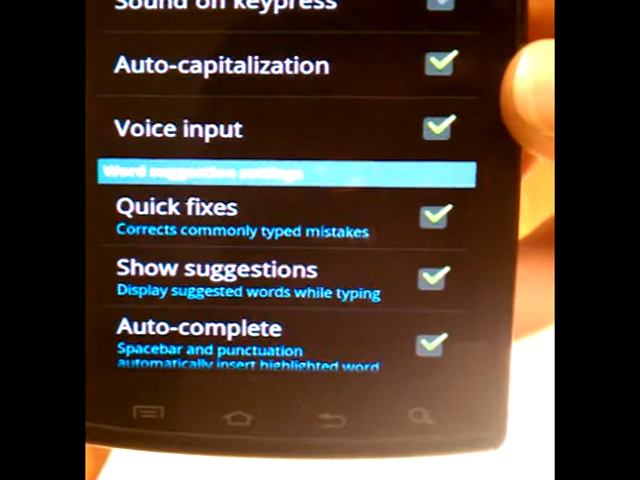 Sound on keypress
Auto-capitalization
Voice input
Word suggestion settings
Quick fixes
Corrects commonly typed mistakes
Show suggestions
Display suggested words while typing
Auto-complete
Spacebar and punctuation
automatically insert highlighted word